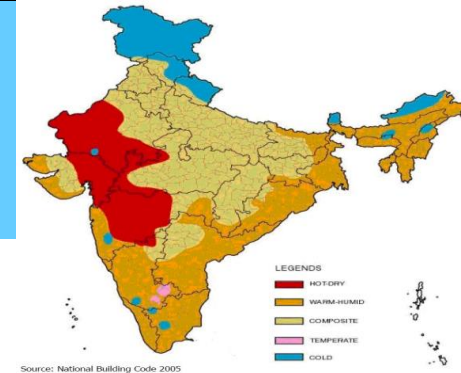 LEGENDS
HOT-DRY
WARM-HUMID
COMPOSITE
TEMPERATE
COLD
Source: National Building Code 2005